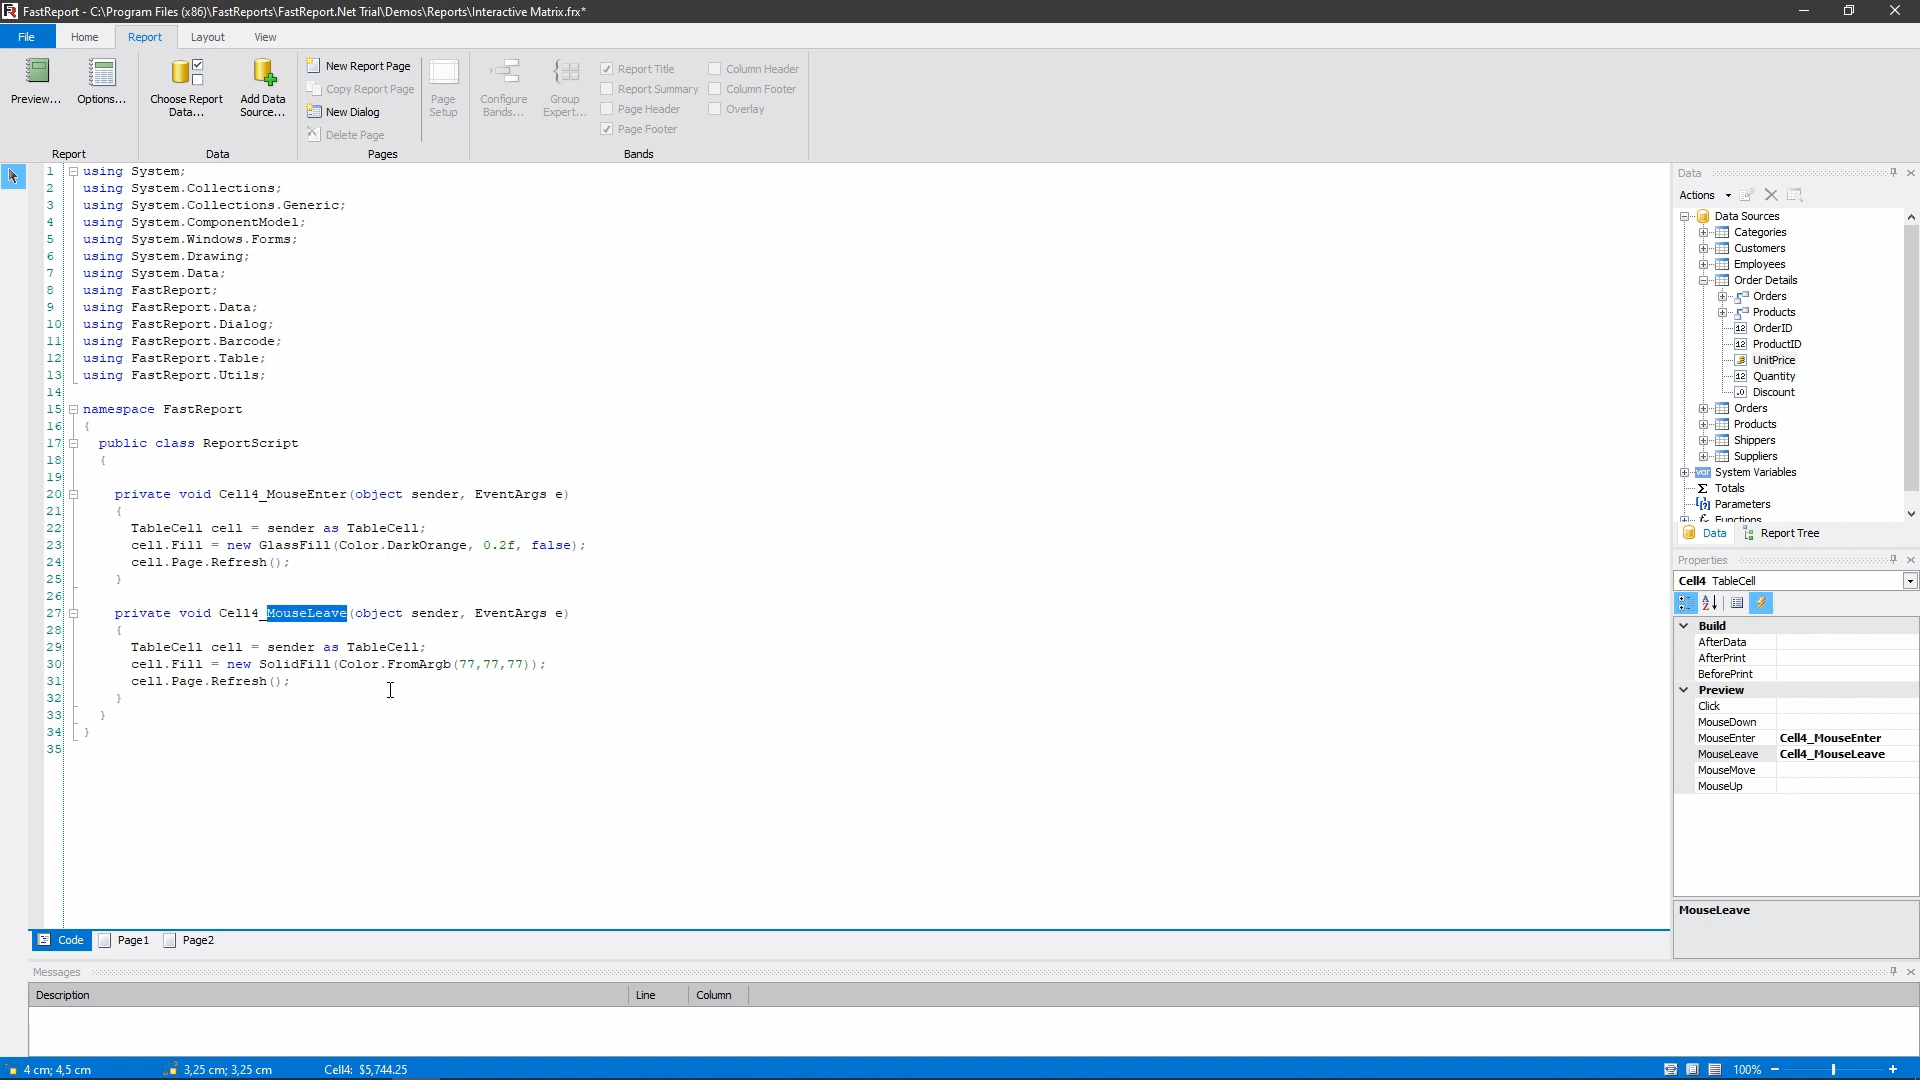 FastReport - C:\Program Files (x86)\FastReports\FastReport.Net Trial\Demos\Reports\Interactive Matrix.frx*
File Home Report Layout View
Preview... Options...
Choose Report Data...
Add Data Source...
New Report Page
Copy Report Page
New Dialog
Delete Page
Page Setup
Configure Bands...
Group Expert...
Report Title Column Header
Report Summary Column Footer
Page Header Overlay
Page Footer
Report Data Pages Bands
1 using System;
2 using System.Collections;
3 using System.Collections.Generic;
4 using System.ComponentModel;
5 using System.Windows.Forms;
6 using System.Drawing;
7 using System.Data;
8 using FastReport;
9 using FastReport.Data;
10 using FastReport.Dialog;
11 using FastReport.Barcode;
12 using FastReport.Table;
13 using FastReport.Utils;
14
15 namespace FastReport
16 {
17 public class ReportScript
18 {
19
20 private void Cell4_MouseEnter(object sender, EventArgs e)
21 {
22 TableCell cell = sender as TableCell;
23 cell.Fill = new GlassFill(Color.DarkOrange, 0.2f, false);
24 cell.Page.Refresh();
25 }
26
27 private void Cell4_MouseLeave(object sender, EventArgs e)
28 {
29 TableCell cell = sender as TableCell;
30 cell.Fill = new SolidFill(Color.FromArgb(77,77,77));
31 cell.Page.Refresh();
32 }
33 }
34 }
35
Code Page1 Page2
Data
Actions
Data Sources
Categories
Customers
Employees
Order Details
Orders
Products
12 OrderID
12 ProductID
UnitPrice
12 Quantity
.0 Discount
Orders
Products
Shippers
Suppliers
var System Variables
Σ Totals
[?] Parameters
fx Functions
Data Report Tree
Properties
Cell4 TableCell
Build
AfterData
AfterPrint
BeforePrint
Preview
Click
MouseDown
MouseEnter Cell4_MouseEnter
MouseLeave Cell4_MouseLeave
MouseMove
MouseUp
MouseLeave
Messages
Description Line Column
4 cm; 4,5 cm 3,25 cm; 3,25 cm Cell4: $5,744.25 100%